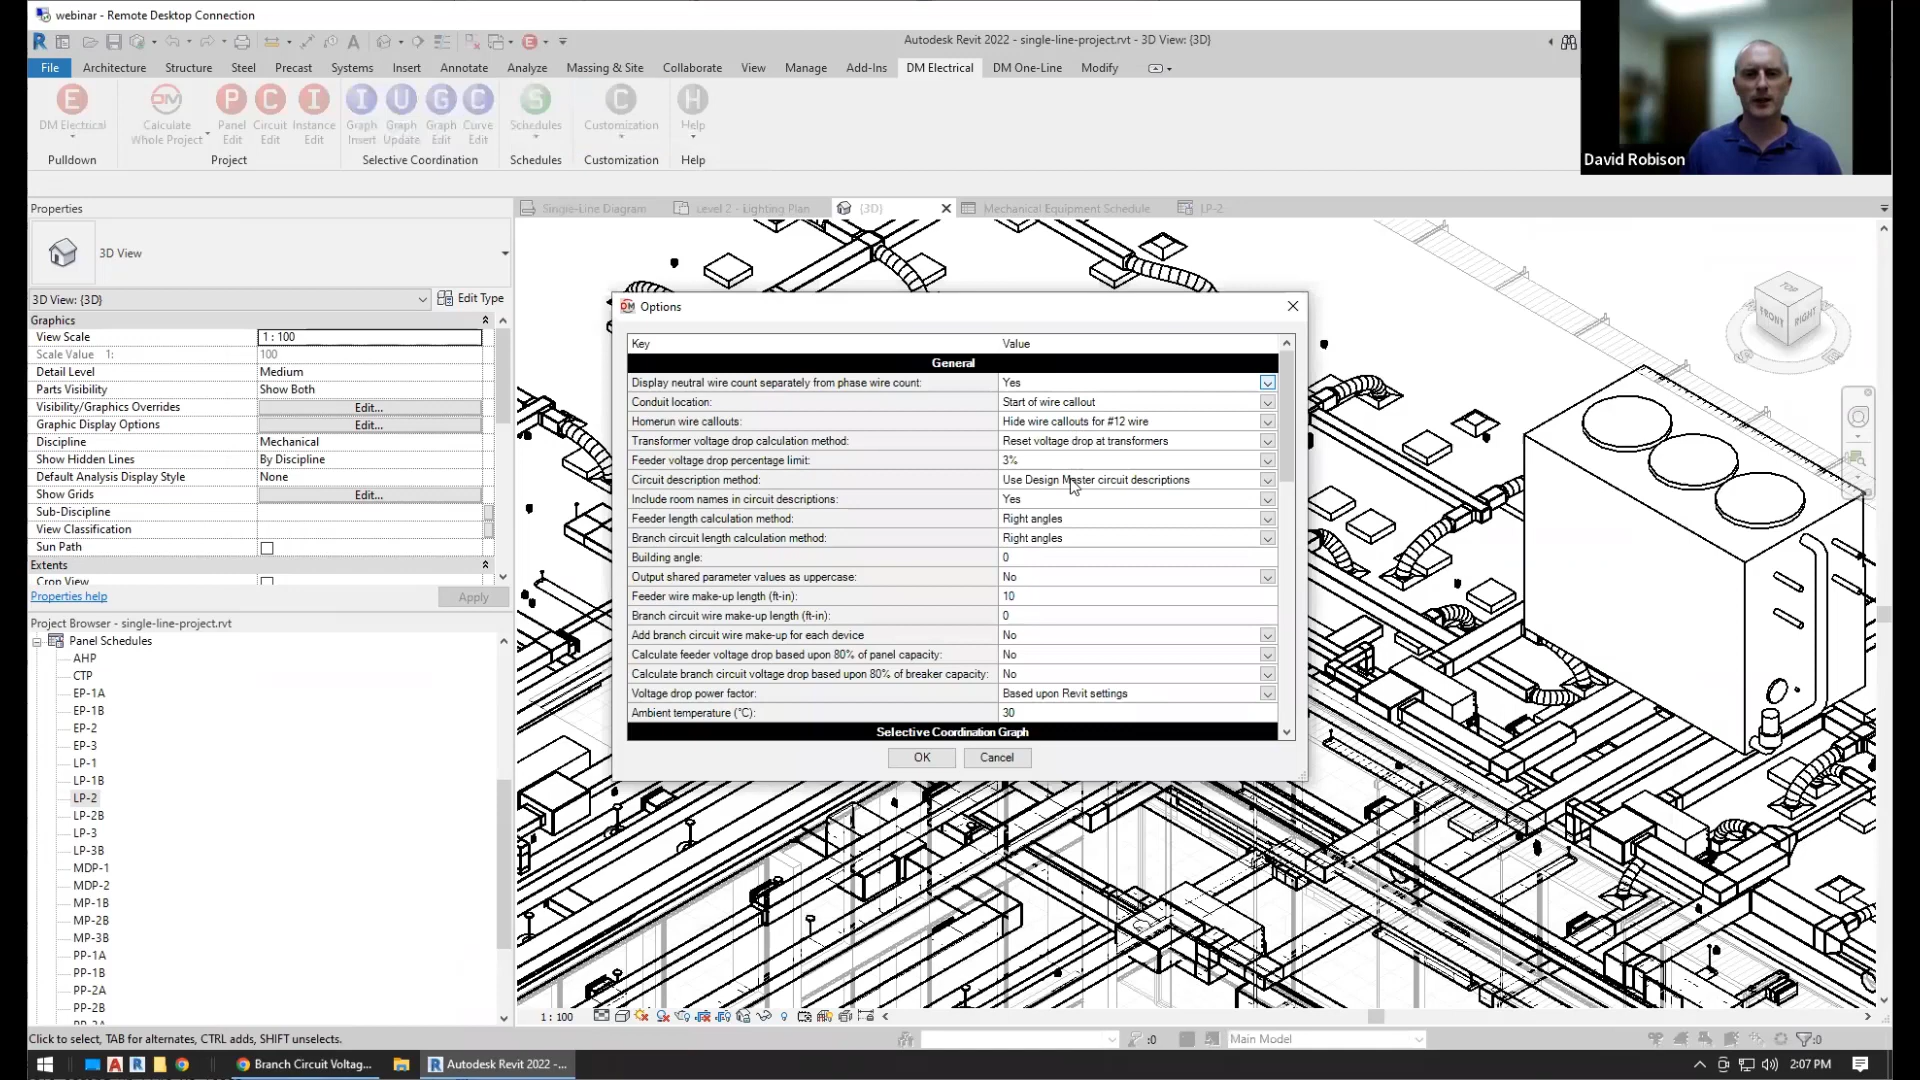 webinar - Remote Desktop Connection
Autodesk Revit 2022 - single-line-project.rvt - 3D View: {3D}
File Architecture Structure Steel Precast Systems Insert Annotate Analyze Massing & Site Collaborate View Manage Add-Ins DM Electrical DM One-Line Modify
E DM P C I I U G C S C H
DM Electrical Calculate Whole Project Panel Edit Circuit Edit Instance Edit Graph Insert Graph Update Graph Edit Curve Edit Schedules Customization Help
Pulldown Project Selective Coordination Schedules Customization Help
David Robison
Properties
Single-Line Diagram Level 2 - Lighting Plan {3D} Mechanical Equipment Schedule LP-2
3D View
3D View: {3D} Edit Type
Graphics
View Scale 1 : 100
Scale Value 1: 100
Detail Level Medium
Parts Visibility Show Both
Visibility/Graphics Overrides Edit...
Graphic Display Options Edit...
Discipline Mechanical
Show Hidden Lines By Discipline
Default Analysis Display Style None
Show Grids Edit...
Sub-Discipline
View Classification
Sun Path
Extents
Crop View
Properties help Apply
Project Browser - single-line-project.rvt
Panel Schedules
AHP
CTP
EP-1A
EP-1B
EP-2
EP-3
LP-1
LP-1B
LP-2
LP-2B
LP-3
LP-3B
MDP-1
MDP-2
MP-1B
MP-2B
MP-3B
PP-1A
PP-1B
PP-2A
PP-2B
DM Options
Key Value
General
Display neutral wire count separately from phase wire count: Yes
Conduit location: Start of wire callout
Homerun wire callouts: Hide wire callouts for #12 wire
Transformer voltage drop calculation method: Reset voltage drop at transformers
Feeder voltage drop percentage limit: 3%
Circuit description method: Use Design Master circuit descriptions
Include room names in circuit descriptions: Yes
Feeder length calculation method: Right angles
Branch circuit length calculation method: Right angles
Building angle: 0
Output shared parameter values as uppercase: No
Feeder wire make-up length (ft-in): 10
Branch circuit wire make-up length (ft-in): 0
Add branch circuit wire make-up for each device No
Calculate feeder voltage drop based upon 80% of panel capacity: No
Calculate branch circuit voltage drop based upon 80% of breaker capacity: No
Voltage drop power factor: Based upon Revit settings
Ambient temperature (°C): 30
Selective Coordination Graph
OK Cancel
TOP
FRONT RIGHT
1 : 100
Click to select, TAB for alternates, CTRL adds, SHIFT unselects. :0 Main Model :0
Branch Circuit Voltag... Autodesk Revit 2022 -... 2:07 PM